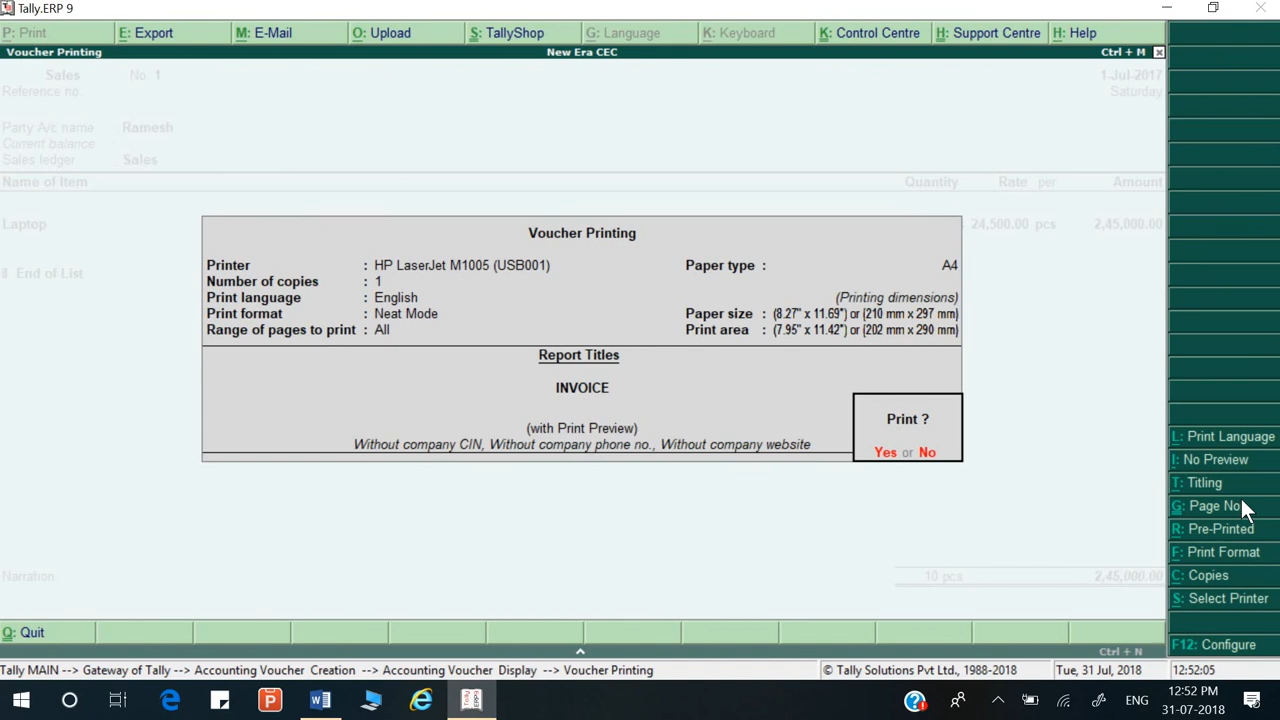 Tally.ERP 9
P: Print E: Export M: E-Mail O: Upload S: TallyShop G: Language K: Keyboard K: Control Centre H: Support Centre H: Help
Voucher Printing New Era CEC Ctrl + M
Sales No. 1 1-Jul-2017
Reference no. Saturday
Party A/c name Ramesh
Current balance
Sales ledger Sales
Name of Item Quantity Rate per Amount
Laptop 24,500.00 pcs 2,45,000.00
End of List
Voucher Printing
Printer : HP LaserJet M1005 (USB001) Paper type : A4
Number of copies : 1
Print language : English (Printing dimensions)
Print format : Neat Mode Paper size : (8.27" x 11.69") or (210 mm x 297 mm)
Range of pages to print : All Print area : (7.95" x 11.42") or (202 mm x 290 mm)
Report Titles
INVOICE
(with Print Preview)
Without company CIN, Without company phone no., Without company website
Print ?
Yes or No
L: Print Language
I: No Preview
T: Titling
G: Page No
R: Pre-Printed
F: Print Format
C: Copies
S: Select Printer
F12: Configure
Narration: 10 pcs 2,45,000.00
Q: Quit
Ctrl + N
Tally MAIN --> Gateway of Tally --> Accounting Voucher Creation --> Accounting Voucher Display --> Voucher Printing © Tally Solutions Pvt Ltd., 1988-2018 Tue, 31 Jul, 2018 12:52:05
ENG 12:52 PM
31-07-2018